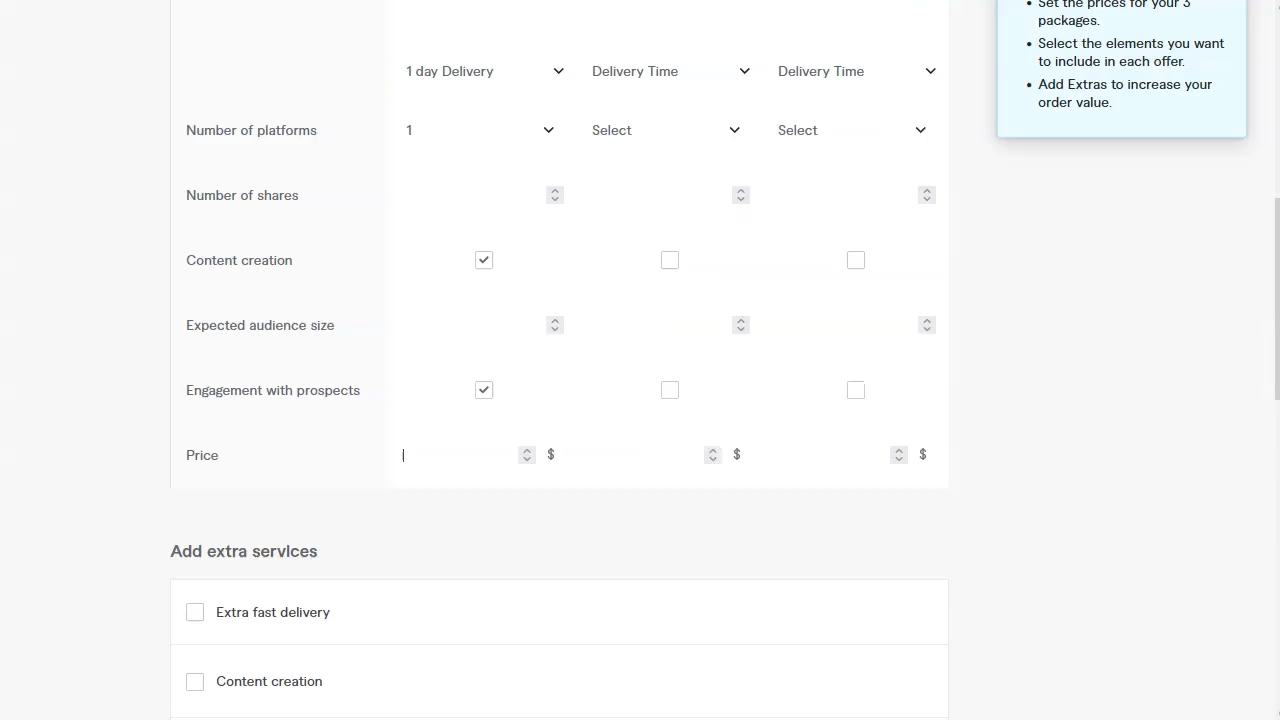 • Set the prices for your 3
packages.
• Select the elements you want
to include in each offer.
• Add Extras to increase your
order value.
1 day Delivery Delivery Time Delivery Time
Number of platforms 1 Select Select
Number of shares
Content creation
Expected audience size
Engagement with prospects
Price $ $ $
Add extra services
Extra fast delivery
Content creation